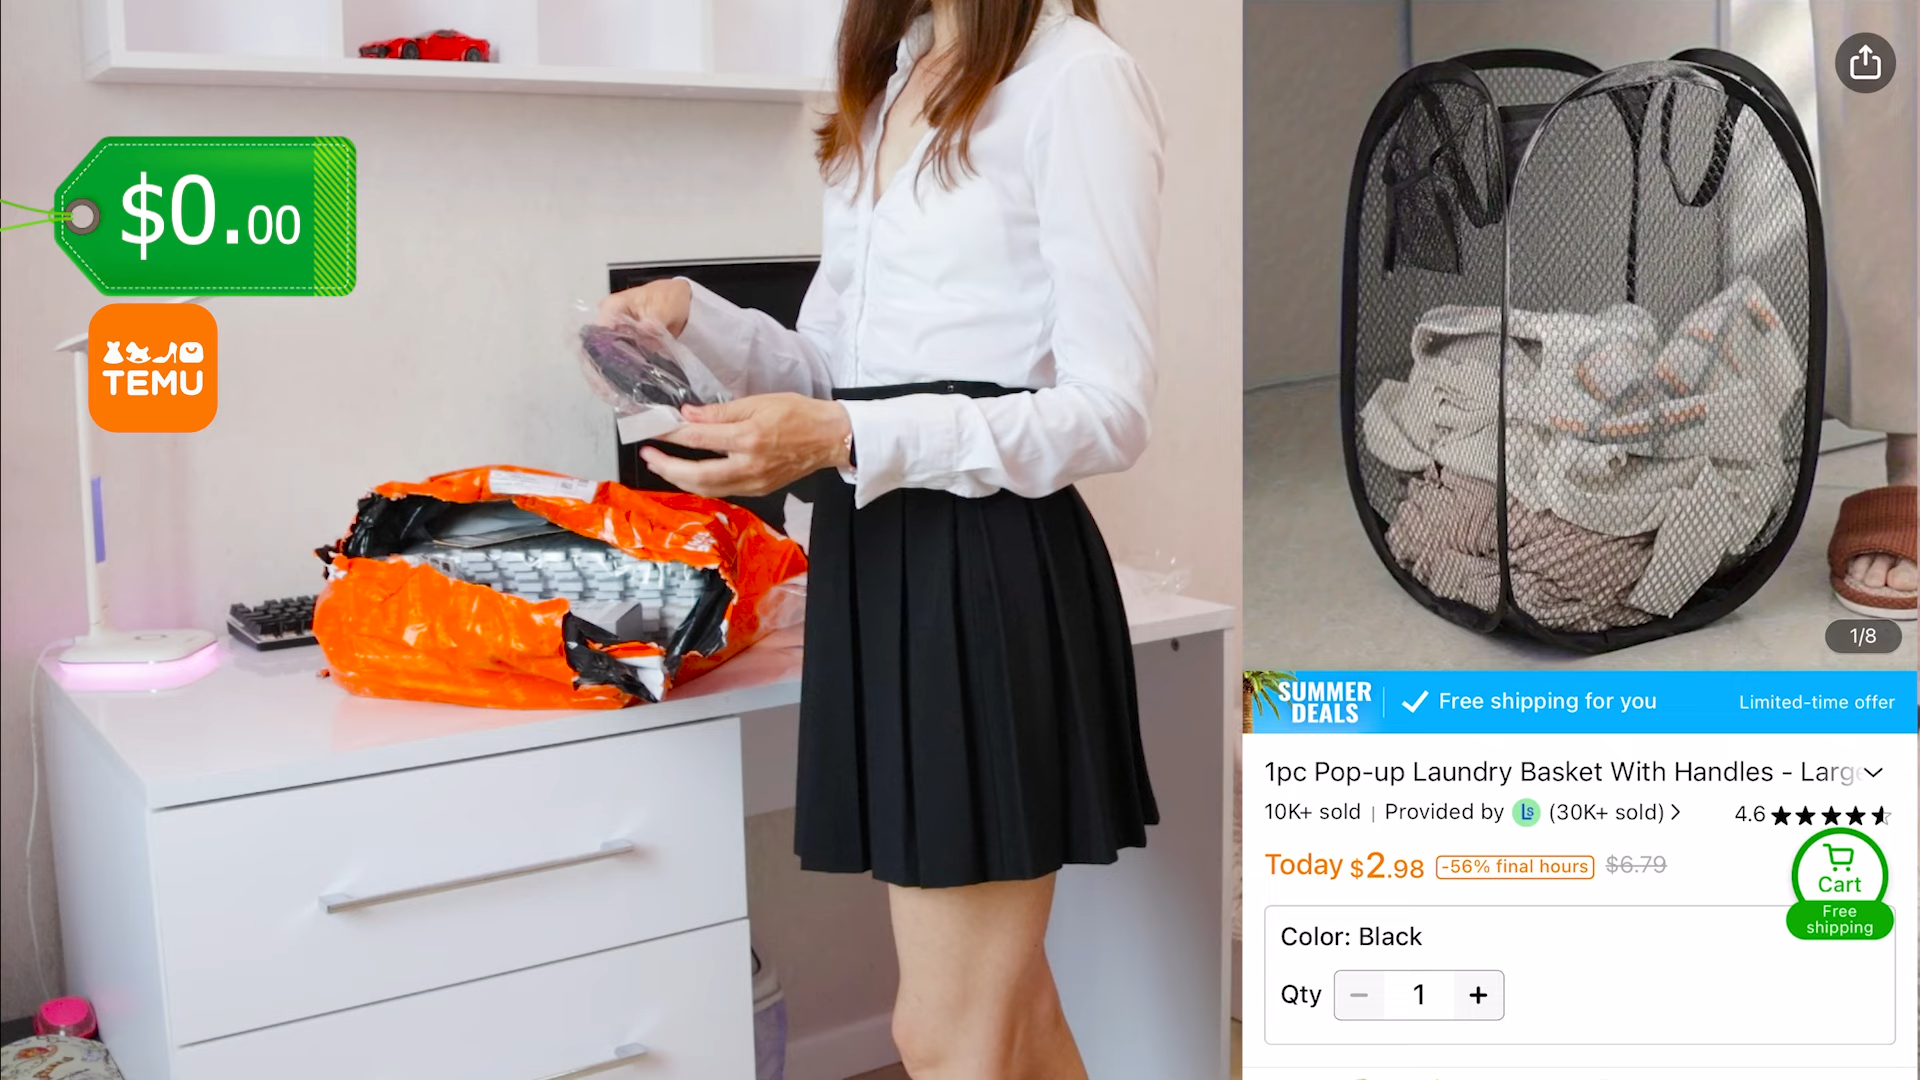 $0.00
TEMU
1/8
SUMMER
DEALS
Free shipping for you
Limited-time offer
1pc Pop-up Laundry Basket With Handles - Large
10K+ sold | Provided by Ls (30K+ sold)
4.6
Today $2.98 -56% final hours $6.79
Cart
Free
shipping
Color: Black
Qty 1